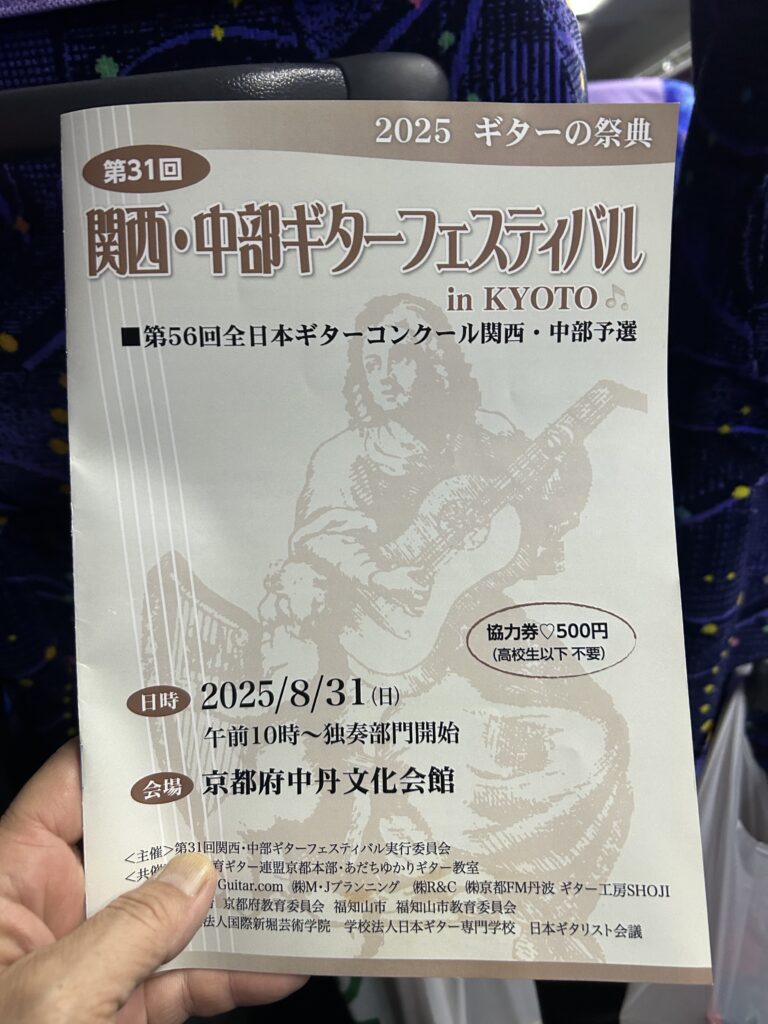 2025 ギターの祭典
第31回
関西・中部ギターフェスティバル
in KYOTO
■第56回全日本ギターコンクール関西・中部予選
協力券♡500円
(高校生以下 不要)
日時 2025/8/31(日)
午前10時～独奏部門開始
会場 京都府中丹文化会館
<主催>第31回関西・中部ギターフェスティバル実行委員会
<共催 育ギター連盟京都本部・あだちゆかりギター教室
Guitar.com ㈱M・Jプランニング ㈱R&C ㈱京都FM丹波 ギター工房SHOJI
京都府教育委員会 福知山市 福知山市教育委員会
法人国際新堀芸術学院 学校法人日本ギター専門学校 日本ギタリスト会議